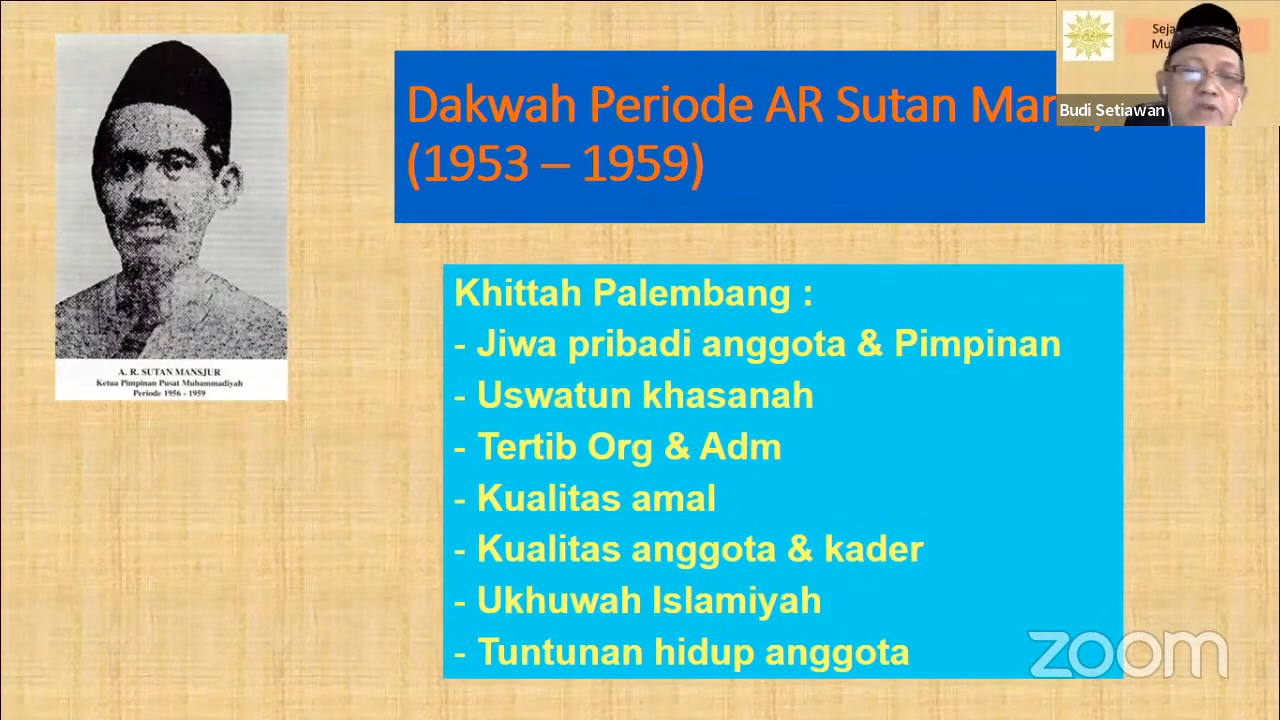 Dakwah Periode AR Sutan
(1953 – 1959)
Budi Setiawan
A. R. SUTAN MANSJUR
Ketua Pimpinan Pusat Muhammadiyah
Periode 1956 - 1959
Khittah Palembang :
- Jiwa pribadi anggota & Pimpinan
- Uswatun khasanah
- Tertib Org & Adm
- Kualitas amal
- Kualitas anggota & kader
- Ukhuwah Islamiyah
- Tuntunan hidup anggota
zoom